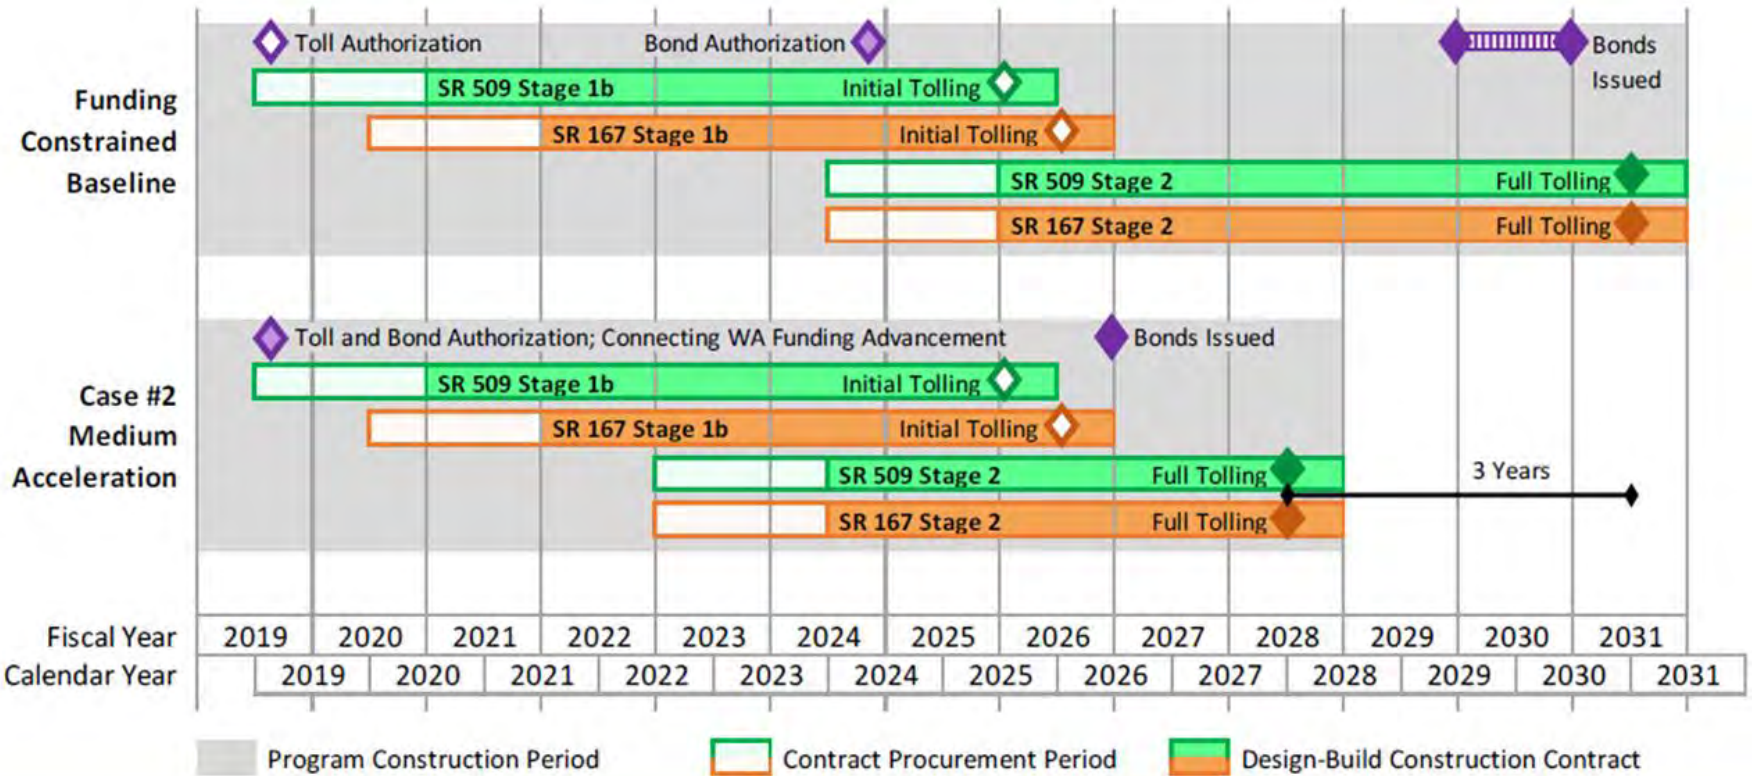 Toll Authorization
Bond Authorization
Bonds
Issued
Funding
Constrained
Baseline
SR 509 Stage 1b
Initial Tolling
SR 167 Stage 1b
Initial Tolling
SR 509 Stage 2
Full Tolling
SR 167 Stage 2
Full Tolling
Toll and Bond Authorization; Connecting WA Funding Advancement
Bonds Issued
Case #2
Medium
Acceleration
SR 509 Stage 1b
Initial Tolling
SR 167 Stage 1b
Initial Tolling
SR 509 Stage 2
Full Tolling
3 Years
SR 167 Stage 2
Full Tolling
Fiscal Year 2019 2020 2021 2022 2023 2024 2025 2026 2027 2028 2029 2030 2031
Calendar Year 2019 2020 2021 2022 2023 2024 2025 2026 2027 2028 2029 2030 2031
Program Construction Period
Contract Procurement Period
Design-Build Construction Contract